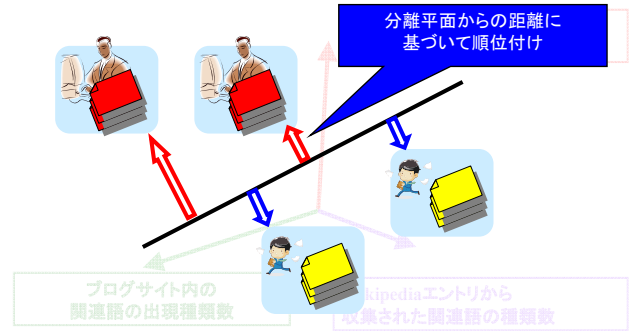 分離平面からの距離に
基づいて順位付け
ブログサイト内の
関連語の出現種類数
kipediaエントリから
収集された関連語の種類数